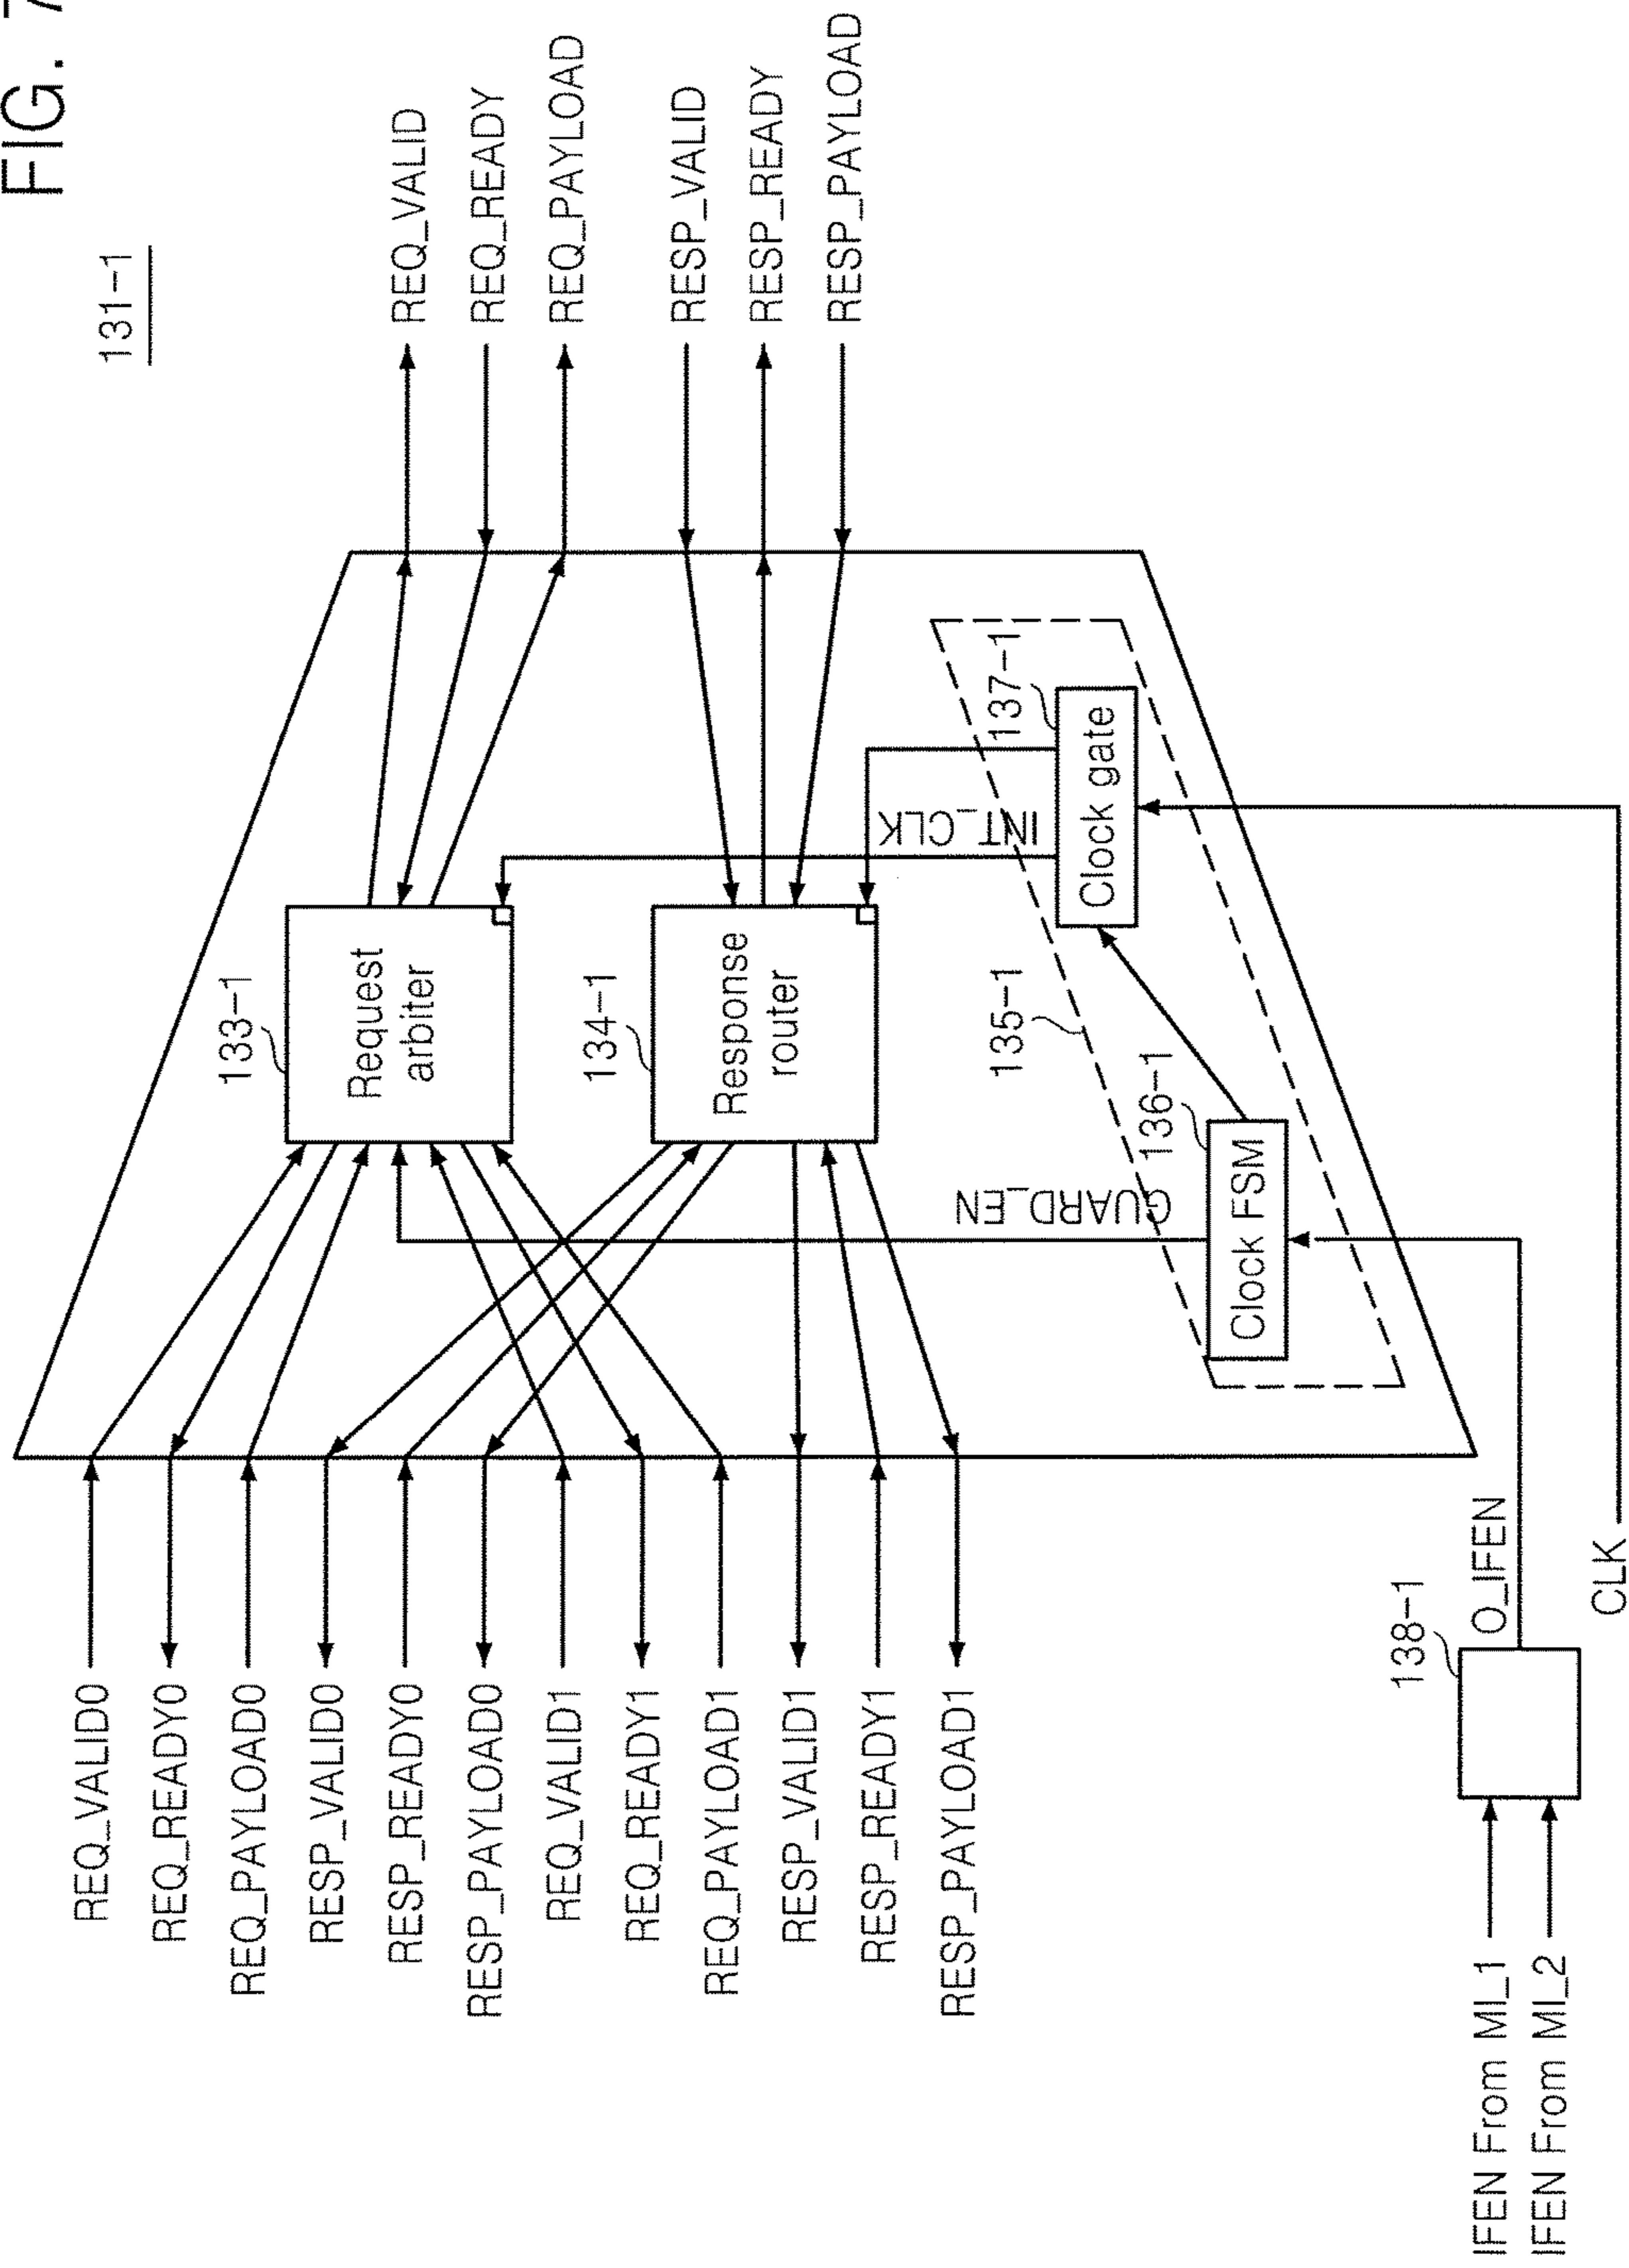 FIG. 7
131-1
REQ_VALID0
REQ_READY0
REQ_PAYLOAD0
RESP_VALID0
RESP_READY0
RESP_PAYLOAD0
REQ_VALID1
REQ_READY1
REQ_PAYLOAD1
RESP_VALID1
RESP_READY1
RESP_PAYLOAD1
133-1
Request
arbiter
134-1
Response
router
REQ_VALID
REQ_READY
REQ_PAYLOAD
RESP_VALID
RESP_READY
RESP_PAYLOAD
GUARD_EN
INT_CLK
135-1
136-1
Clock FSM
137-1
Clock gate
138-1
O_IFEN
IFEN From MI_1
IFEN From MI_2
CLK